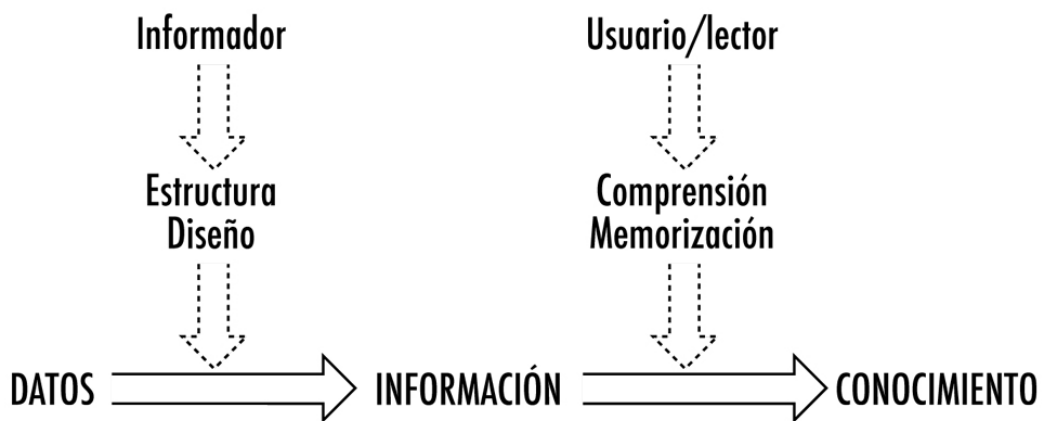 Informador
Usuario/lector
Estructura
Diseño
Comprensión
Memorización
DATOS
INFORMACIÓN
CONOCIMIENTO